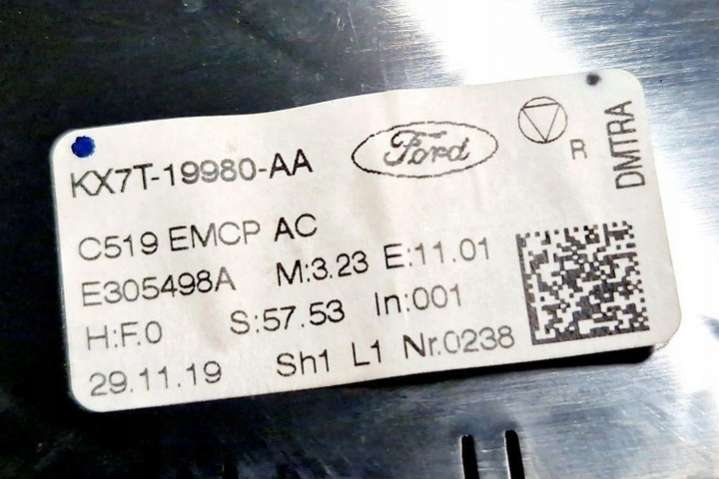 KX7T-19980-AA
Ford
R
DMTRA
C519 EMCP AC
E305498A M:3.23 E:11.01
H:F.0 S:57.53 In:001
29.11.19 Sh1 L1 Nr.0238